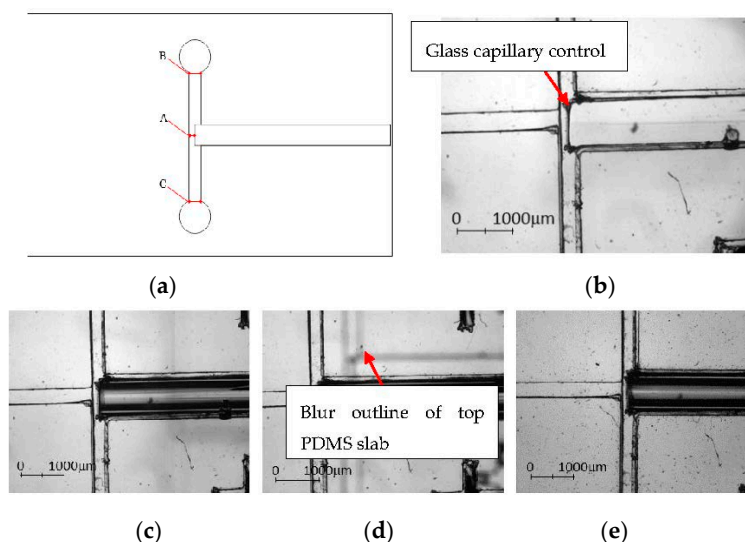 B
A
C
Glass capillary control
0 1000μm
(a)
(b)
Blur outline of top
PDMS slab
0 1000μm
0 1000μm
0 1000μm
(c)
(d)
(e)